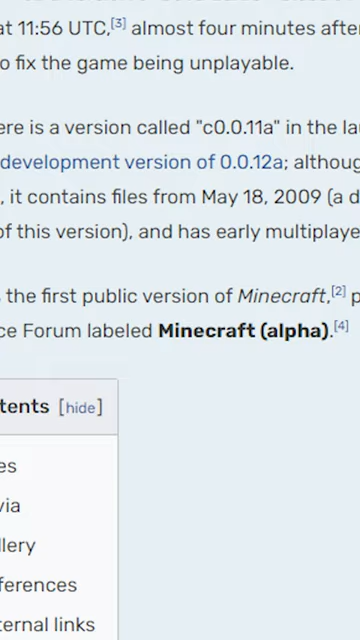 at 11:56 UTC,[3] almost four minutes after
o fix the game being unplayable.
ere is a version called "c0.0.11a" in the la
development version of 0.0.12a; althoug
, it contains files from May 18, 2009 (a d
of this version), and has early multiplaye
the first public version of Minecraft,[2] p
ce Forum labeled Minecraft (alpha).[4]
tents [hide]
es
via
llery
ferences
ternal links